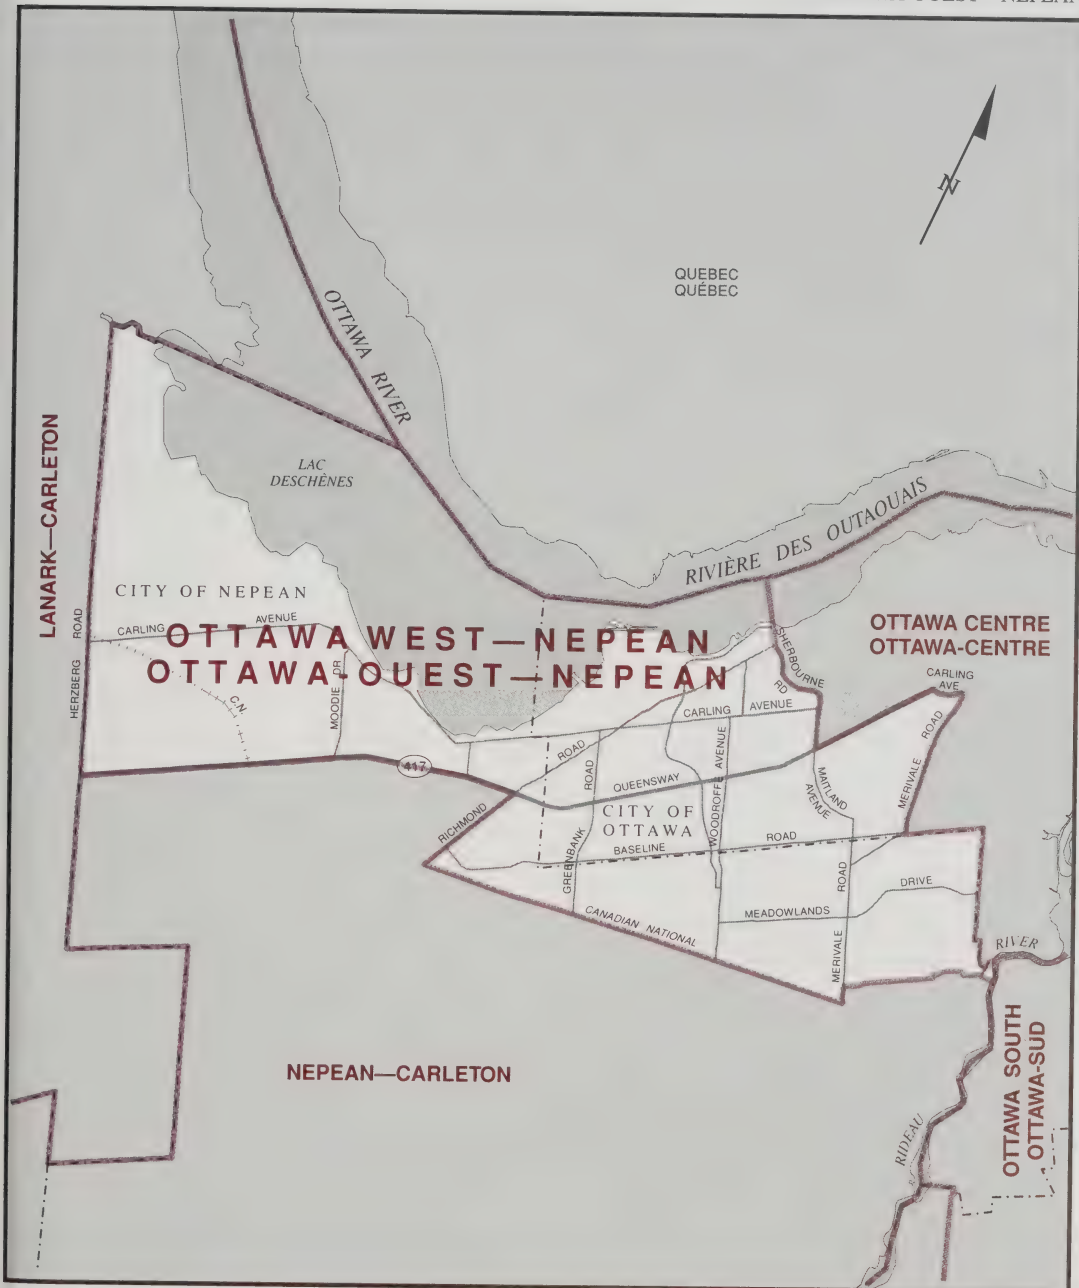 OUEST—NEPEAN
QUEBEC
QUÉBEC
N
OTTAWA RIVER
LAC
DESCHÊNES
RIVIÈRE DES OUTAOUAIS
LANARK—CARLETON
CITY OF NEPEAN
HERZBERG ROAD
CARLING AVENUE
OTTAWA WEST—NEPEAN
OTTAWA-OUEST—NEPEAN
C.N.
MOODIE DR
SHERBOURNE RD
OTTAWA CENTRE
OTTAWA-CENTRE
CARLING
AVE
CARLING AVENUE
417
RICHMOND ROAD
QUEENSWAY
GREENBANK ROAD
WOODROFFE AVENUE
MAITLAND
AVENUE
MERIVALE ROAD
CITY OF
OTTAWA
BASELINE ROAD
MERIVALE ROAD
MEADOWLANDS DRIVE
CANADIAN NATIONAL
RIDEAU RIVER
OTTAWA SOUTH
OTTAWA-SUD
NEPEAN—CARLETON